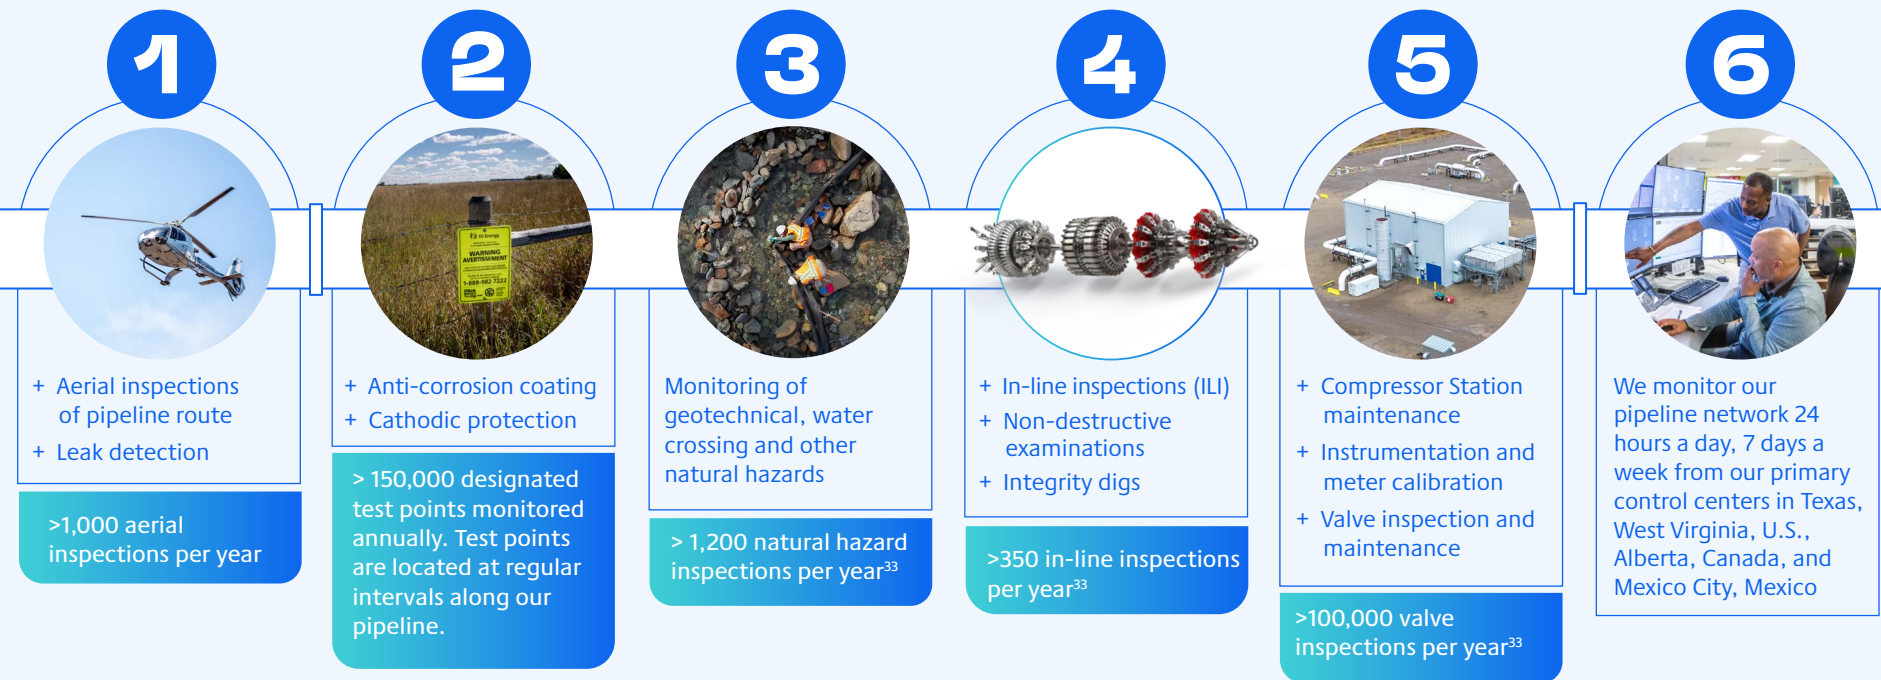 1
+ Aerial inspections
of pipeline route
+ Leak detection
>1,000 aerial
inspections per year
2
TC Energy
WARNING
AVERTISSEMENT
1-888-982-7222
+ Anti-corrosion coating
+ Cathodic protection
> 150,000 designated
test points monitored
annually. Test points
are located at regular
intervals along our
pipeline.
3
Monitoring of
geotechnical, water
crossing and other
natural hazards
> 1,200 natural hazard
inspections per year33
4
+ In-line inspections (ILI)
+ Non-destructive
examinations
+ Integrity digs
>350 in-line inspections
per year33
5
+ Compressor Station
maintenance
+ Instrumentation and
meter calibration
+ Valve inspection and
maintenance
>100,000 valve
inspections per year33
6
We monitor our
pipeline network 24
hours a day, 7 days a
week from our primary
control centers in Texas,
West Virginia, U.S.,
Alberta, Canada, and
Mexico City, Mexico